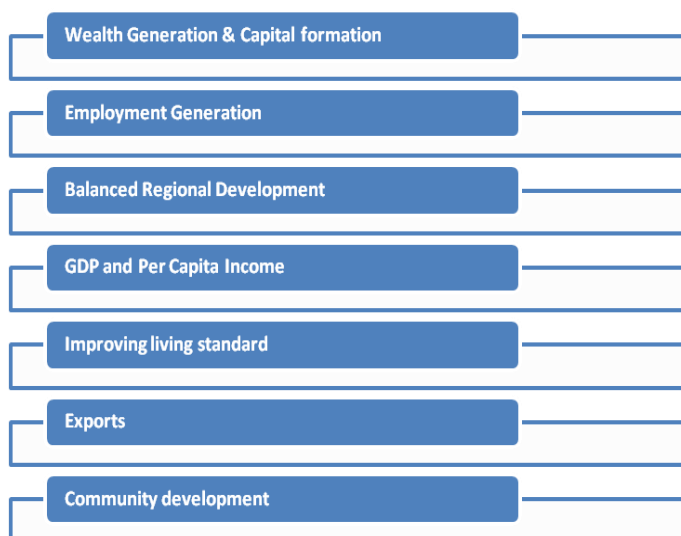 Wealth Generation & Capital formation
Employment Generation
Balanced Regional Development
GDP and Per Capita Income
Improving living standard
Exports
Community development